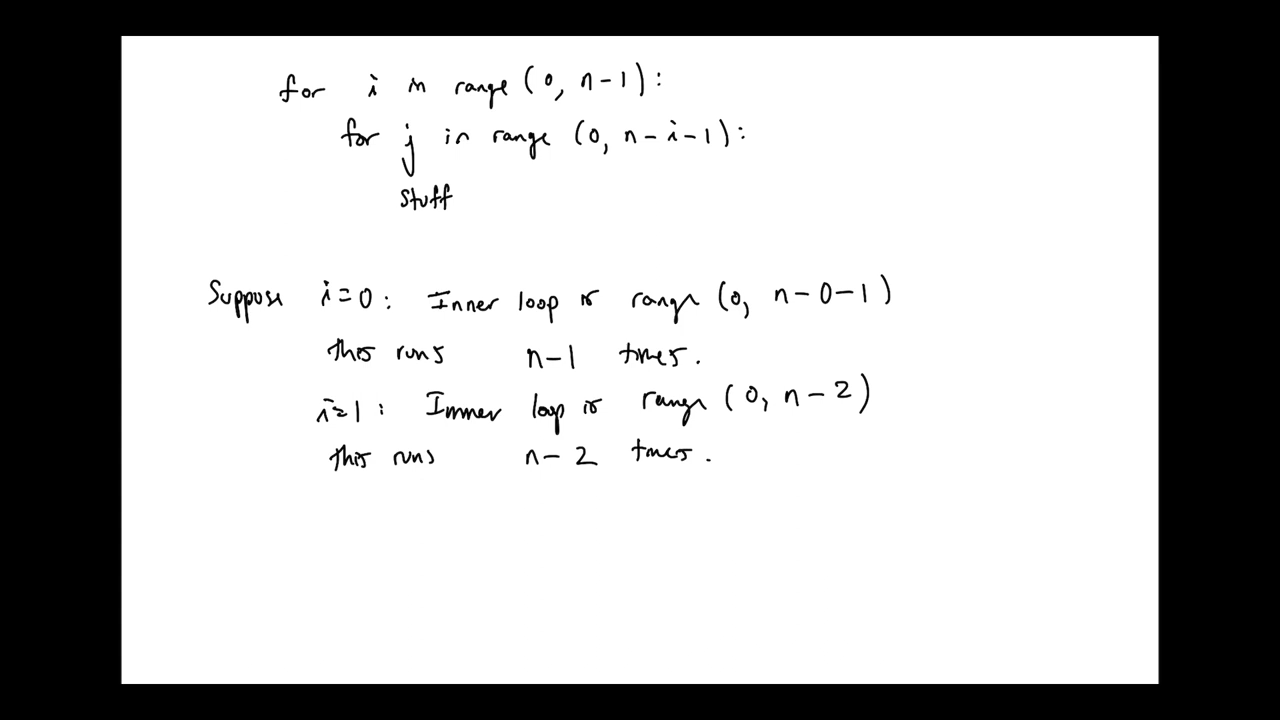 for i in range (0, n-1):
for j in range (0, n-i-1):
stuff
Suppose i=0: Inner loop is range (0, n-0-1)
this runs n-1 times.
i=1: Inner loop is range (0, n-2)
this runs n-2 times.